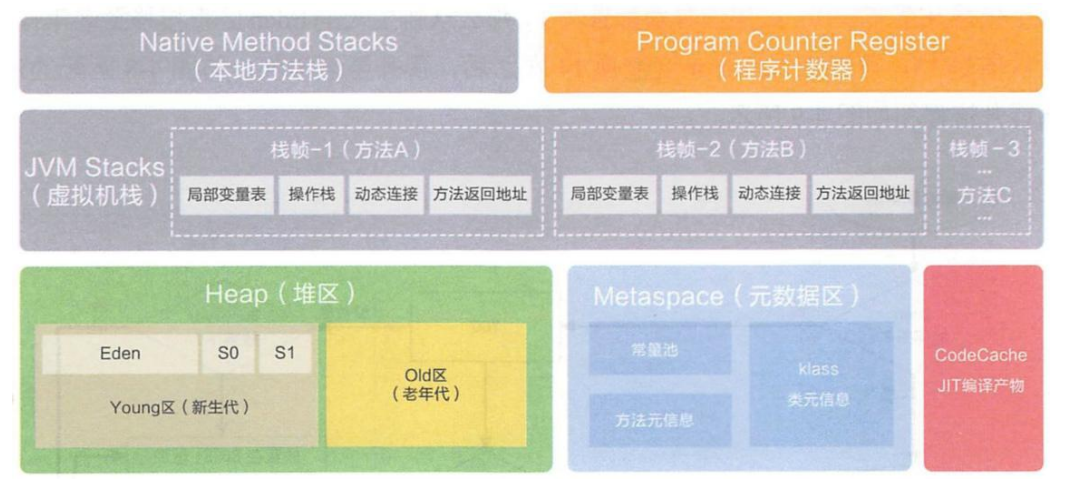 Native Method Stacks
（本地方法栈）
Program Counter Register
（程序计数器）
JVM Stacks
（虚拟机栈）
栈帧-1（方法A）
局部变量表
操作栈
动态连接
方法返回地址
栈帧-2（方法B）
局部变量表
操作栈
动态连接
方法返回地址
栈帧-3
...
方法C
...
Heap（堆区）
Eden
S0
S1
Young区（新生代）
Old区
（老年代）
Metaspace（元数据区）
常量池
方法元信息
klass
类元信息
CodeCache
JIT编译产物